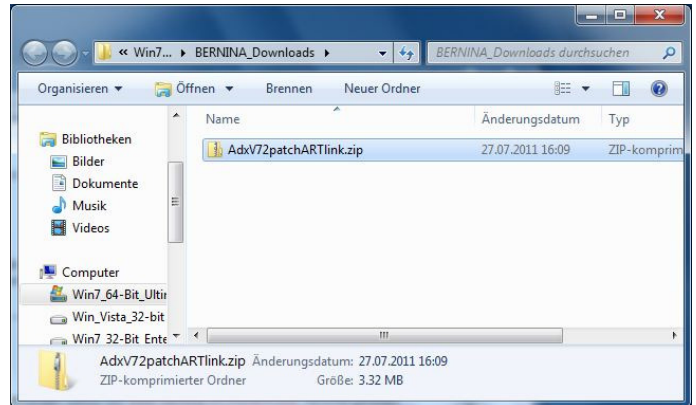 « Win7... ▸ BERNINA_Downloads ▸
BERNINA_Downloads durchsuchen
Organisieren Öffnen Brennen Neuer Ordner
Name Änderungsdatum Typ
AdxV72patchARTlink.zip 27.07.2011 16:09 ZIP-komprim
Bibliotheken
Bilder
Dokumente
Musik
Videos
Computer
Win7_64-Bit_Ultir
Win_Vista_32-bit
Win7 32-Bit Ente
AdxV72patchARTlink.zip Änderungsdatum: 27.07.2011 16:09
ZIP-komprimierter Ordner Größe: 3.32 MB